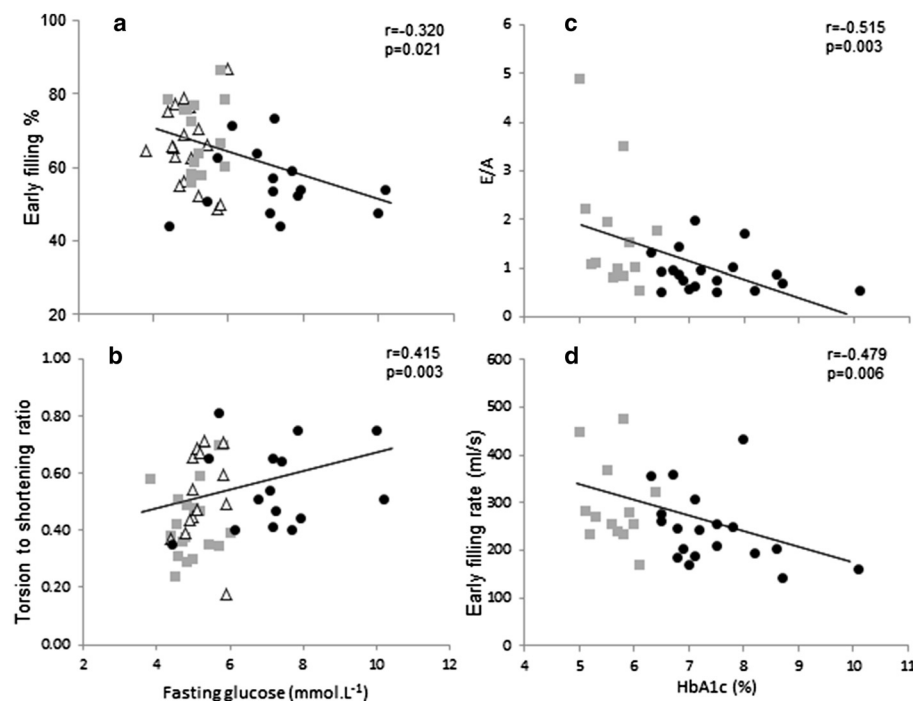 a
r=-0.320
p=0.021
Early filling %
100
80
60
40
20
c
r=-0.515
p=0.003
E/A
6
5
4
3
2
1
0
b
r=0.415
p=0.003
Torsion to shortening ratio
1.00
0.80
0.60
0.40
0.20
0.00
2 4 6 8 10 12
Fasting glucose (mmol.L-1)
d
r=-0.479
p=0.006
Early filling rate (ml/s)
600
500
400
300
200
100
0
4 5 6 7 8 9 10 11
HbA1c (%)